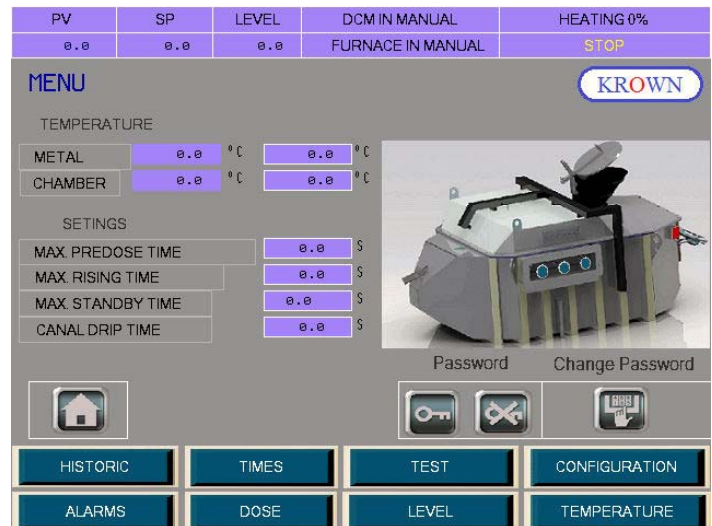 PV SP LEVEL DCM IN MANUAL HEATING 0%
0.0 0.0 0.0 FURNACE IN MANUAL STOP
MENU KROWN
TEMPERATURE
METAL 0.0 °C 0.0 °C
CHAMBER 0.0 °C 0.0 °C
SETINGS
MAX. PREDOSE TIME 0.0 S
MAX. RISING TIME 0.0 S
MAX. STANDBY TIME 0.0 S
CANAL DRIP TIME 0.0 S
Password Change Password
HISTORIC TIMES TEST CONFIGURATION
ALARMS DOSE LEVEL TEMPERATURE